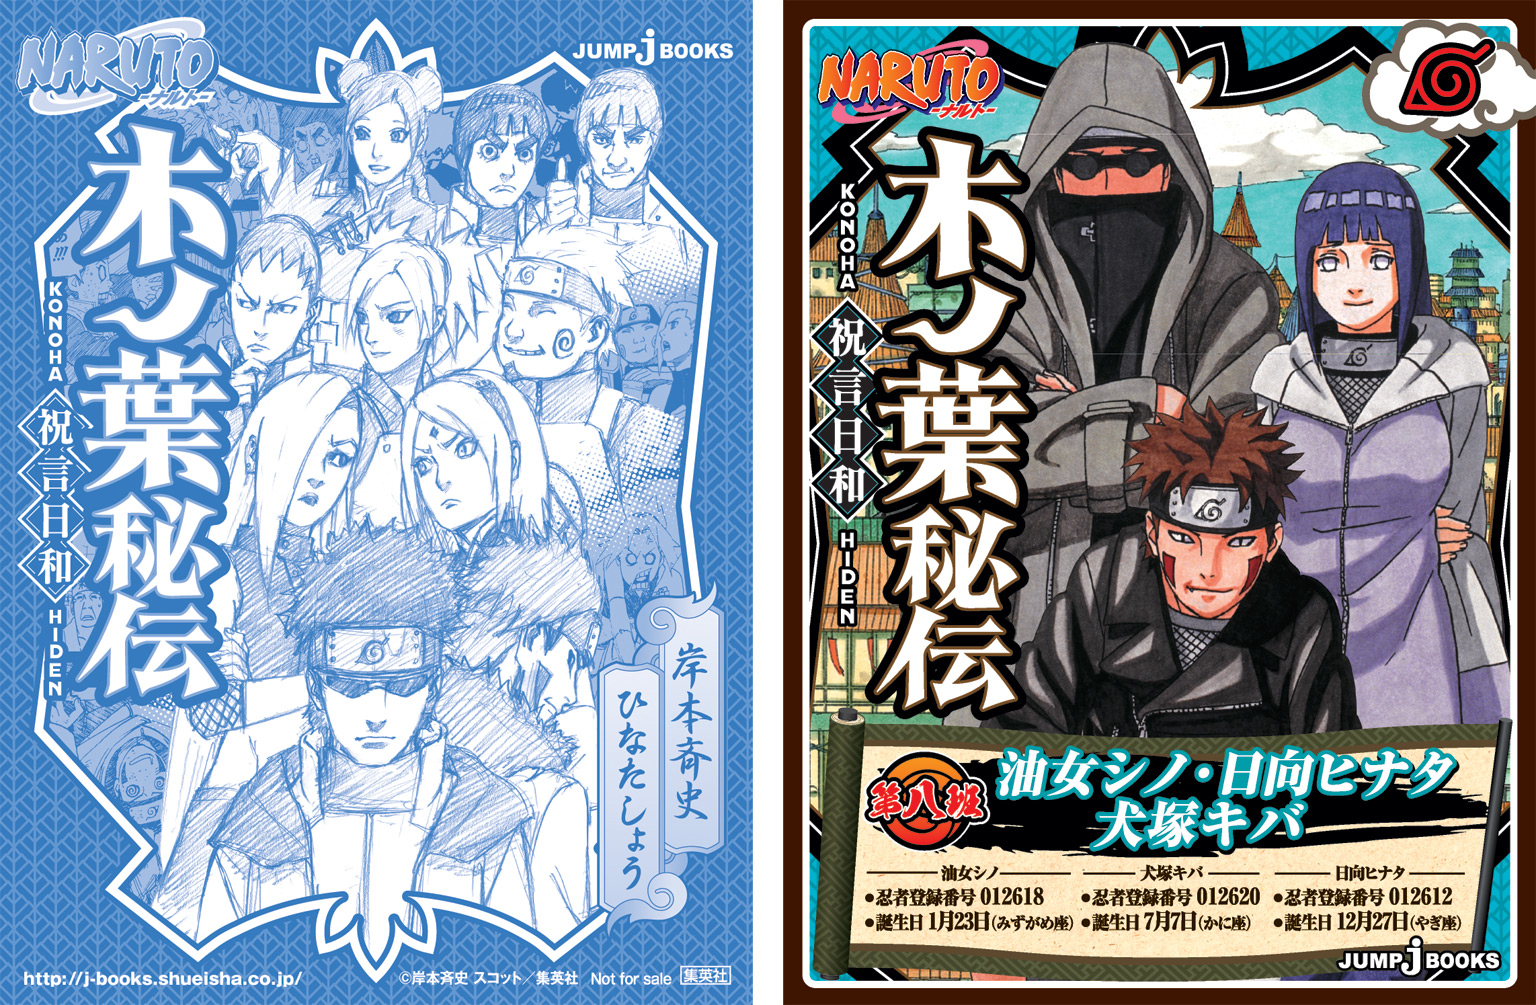 NARUTO
-ナルト-
JUMP j BOOKS
木ノ葉秘伝
KONOHA
祝言日和
HIDEN
岸本斉史
ひなたしょう
http://j-books.shueisha.co.jp/
©岸本斉史 スコット／集英社 Not for sale 集英社
NARUTO
-ナルト-
木ノ葉秘伝
KONOHA
祝言日和
HIDEN
第八班
油女シノ・日向ヒナタ
犬塚キバ
油女シノ
●忍者登録番号 012618
●誕生日 1月23日(みずがめ座)
犬塚キバ
●忍者登録番号 012620
●誕生日 7月7日(かに座)
日向ヒナタ
●忍者登録番号 012612
●誕生日 12月27日(やぎ座)
JUMP j BOOKS